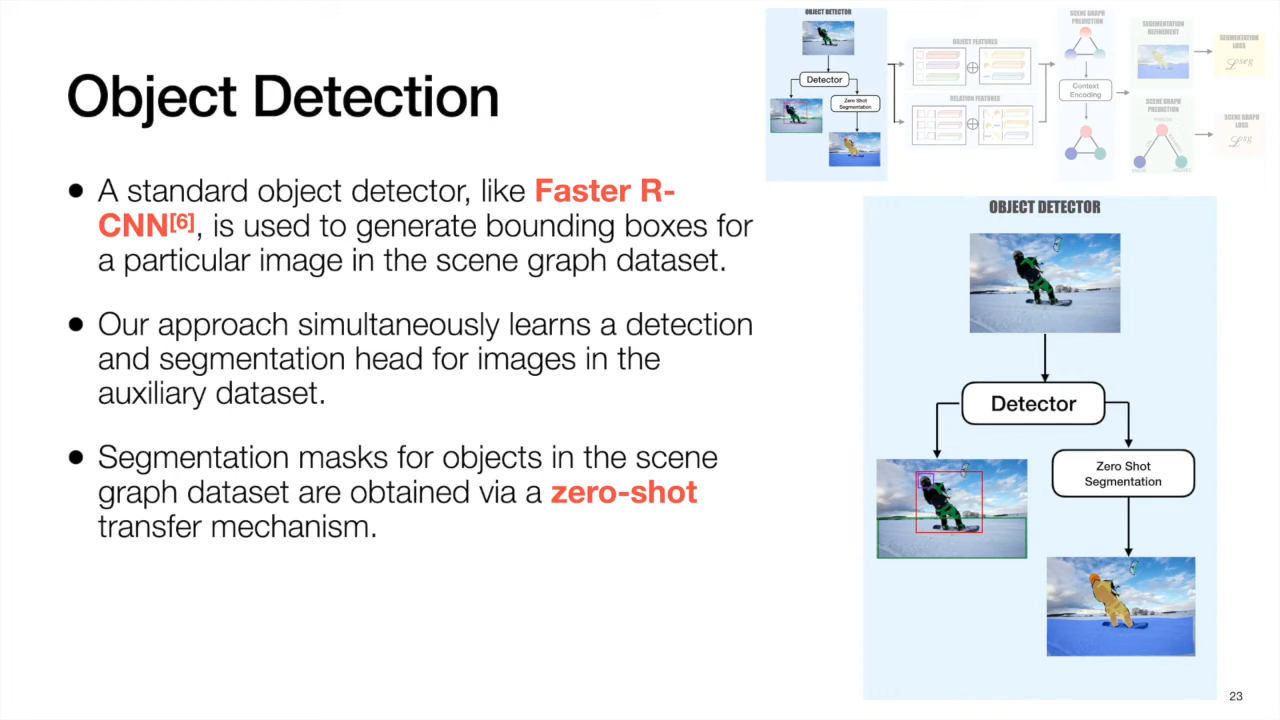 Object Detection
● A standard object detector, like Faster R-
CNN[6], is used to generate bounding boxes for
a particular image in the scene graph dataset.
● Our approach simultaneously learns a detection
and segmentation head for images in the
auxiliary dataset.
● Segmentation masks for objects in the scene
graph dataset are obtained via a zero-shot
transfer mechanism.
OBJECT DETECTOR
Detector
Zero Shot
Segmentation
OBJECT FEATURES
RELATION FEATURES
SCENE GRAPH
PREDICTION
Context
Encoding
SEGMENTATION
REFINEMENT
SCENE GRAPH
PREDICTION
SEGMENTATION
LOSS
SCENE GRAPH
LOSS
OBJECT DETECTOR
Detector
Zero Shot
Segmentation
23